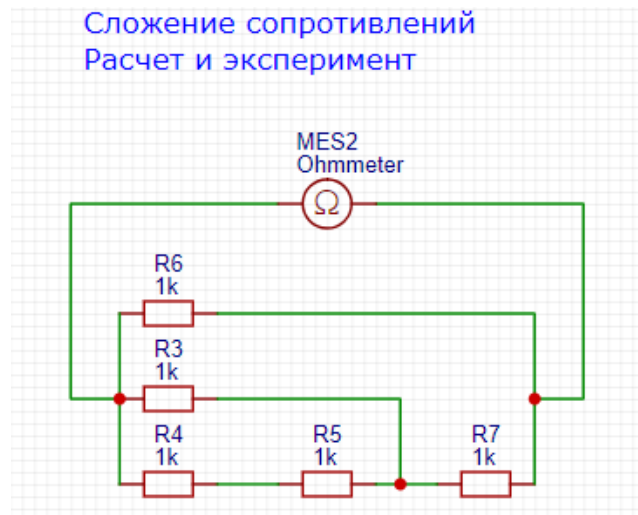 Сложение сопротивлений
Расчет и эксперимент
MES2
Ohmmeter
Ω
R6
1k
R3
1k
R4
1k
R5
1k
R7
1k